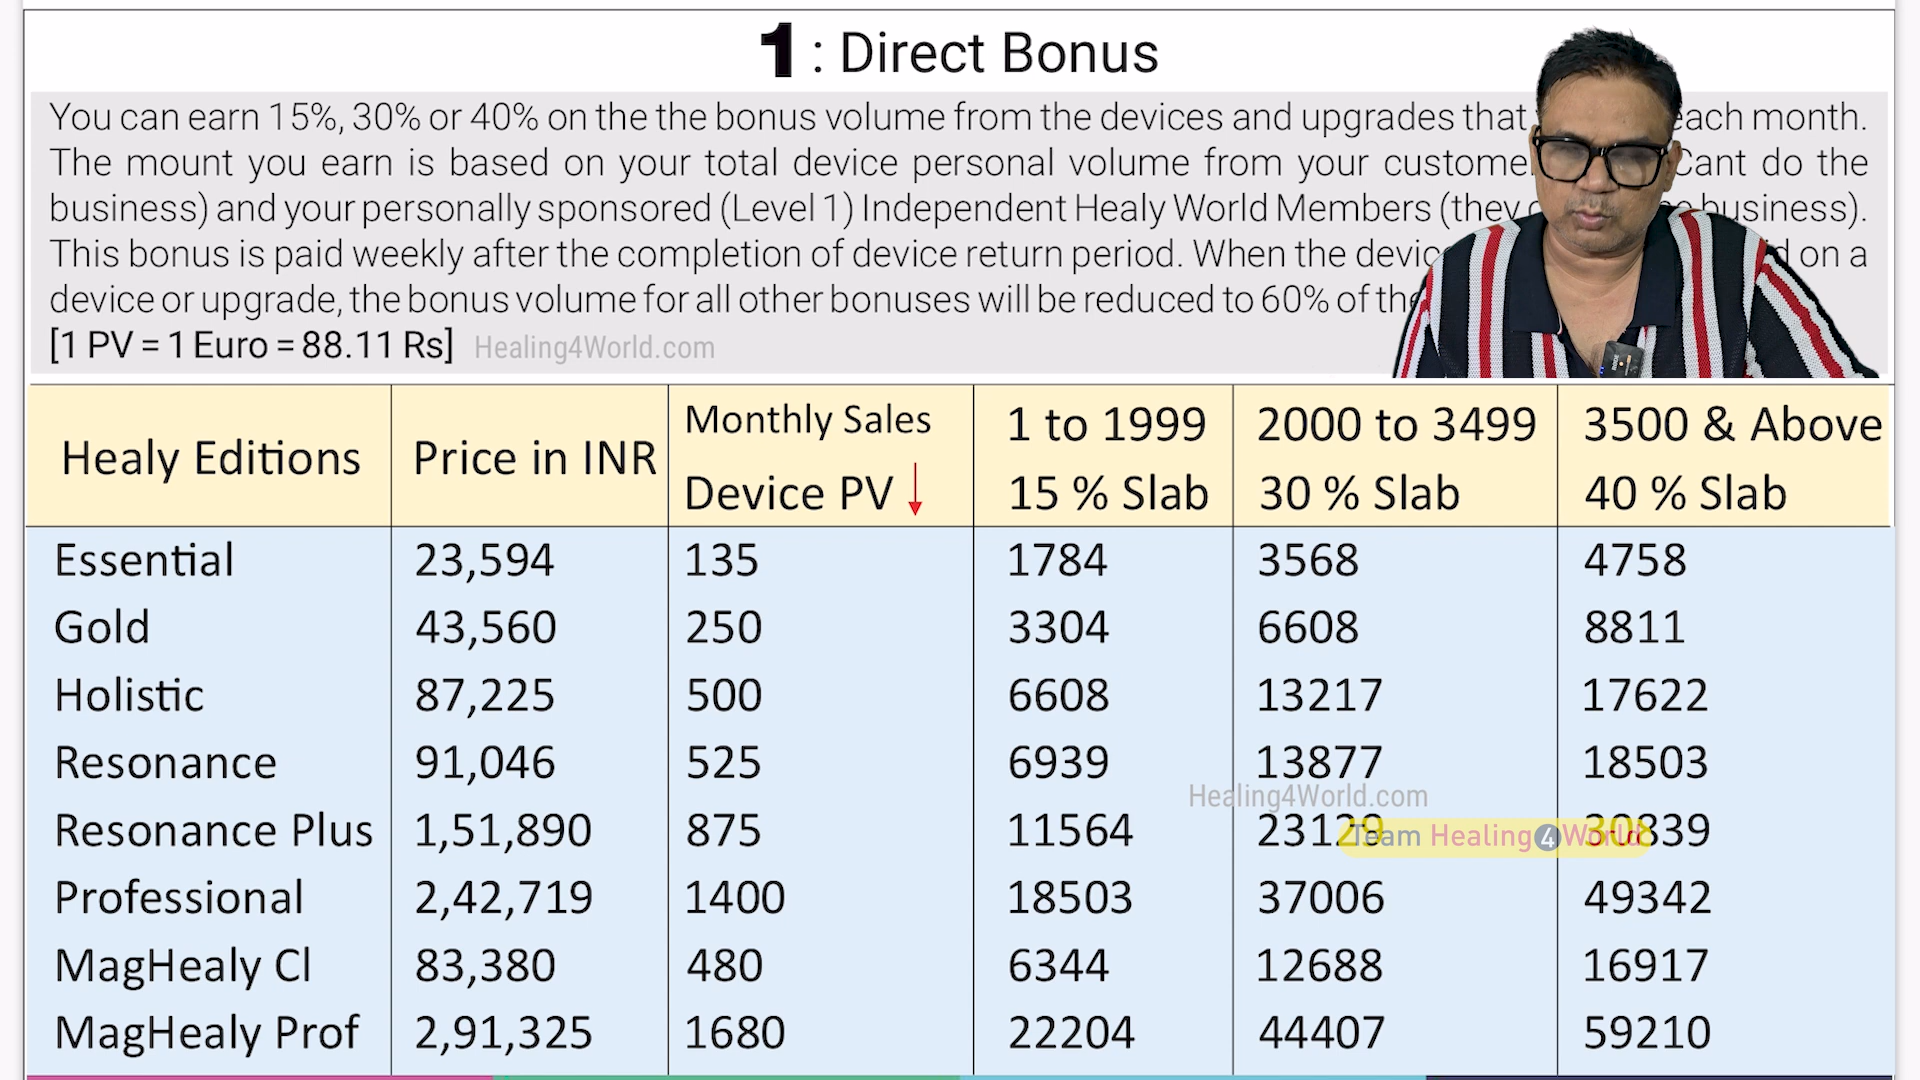 1 : Direct Bonus
You can earn 15%, 30% or 40% on the the bonus volume from the devices and upgrades that each month.
The mount you earn is based on your total device personal volume from your Cant do the
business) and your personally sponsored (Level 1) Independent Healy World Members (they business).
This bonus is paid weekly after the completion of device return period. When the on a
device or upgrade, the bonus volume for all other bonuses will be reduced to 60% of
[1 PV = 1 Euro = 88.11 Rs] Healing4World.com
Healy Editions Price in INR Monthly Sales Device PV 1 to 1999 15 % Slab 2000 to 3499 30 % Slab 3500 & Above 40 % Slab
Essential 23,594 135 1784 3568 4758
Gold 43,560 250 3304 6608 8811
Holistic 87,225 500 6608 13217 17622
Resonance 91,046 525 6939 13877 18503
Healing4World.com
Resonance Plus 1,51,890 875 11564 23129 30839
Team Healing4World
Professional 2,42,719 1400 18503 37006 49342
MagHealy Cl 83,380 480 6344 12688 16917
MagHealy Prof 2,91,325 1680 22204 44407 59210